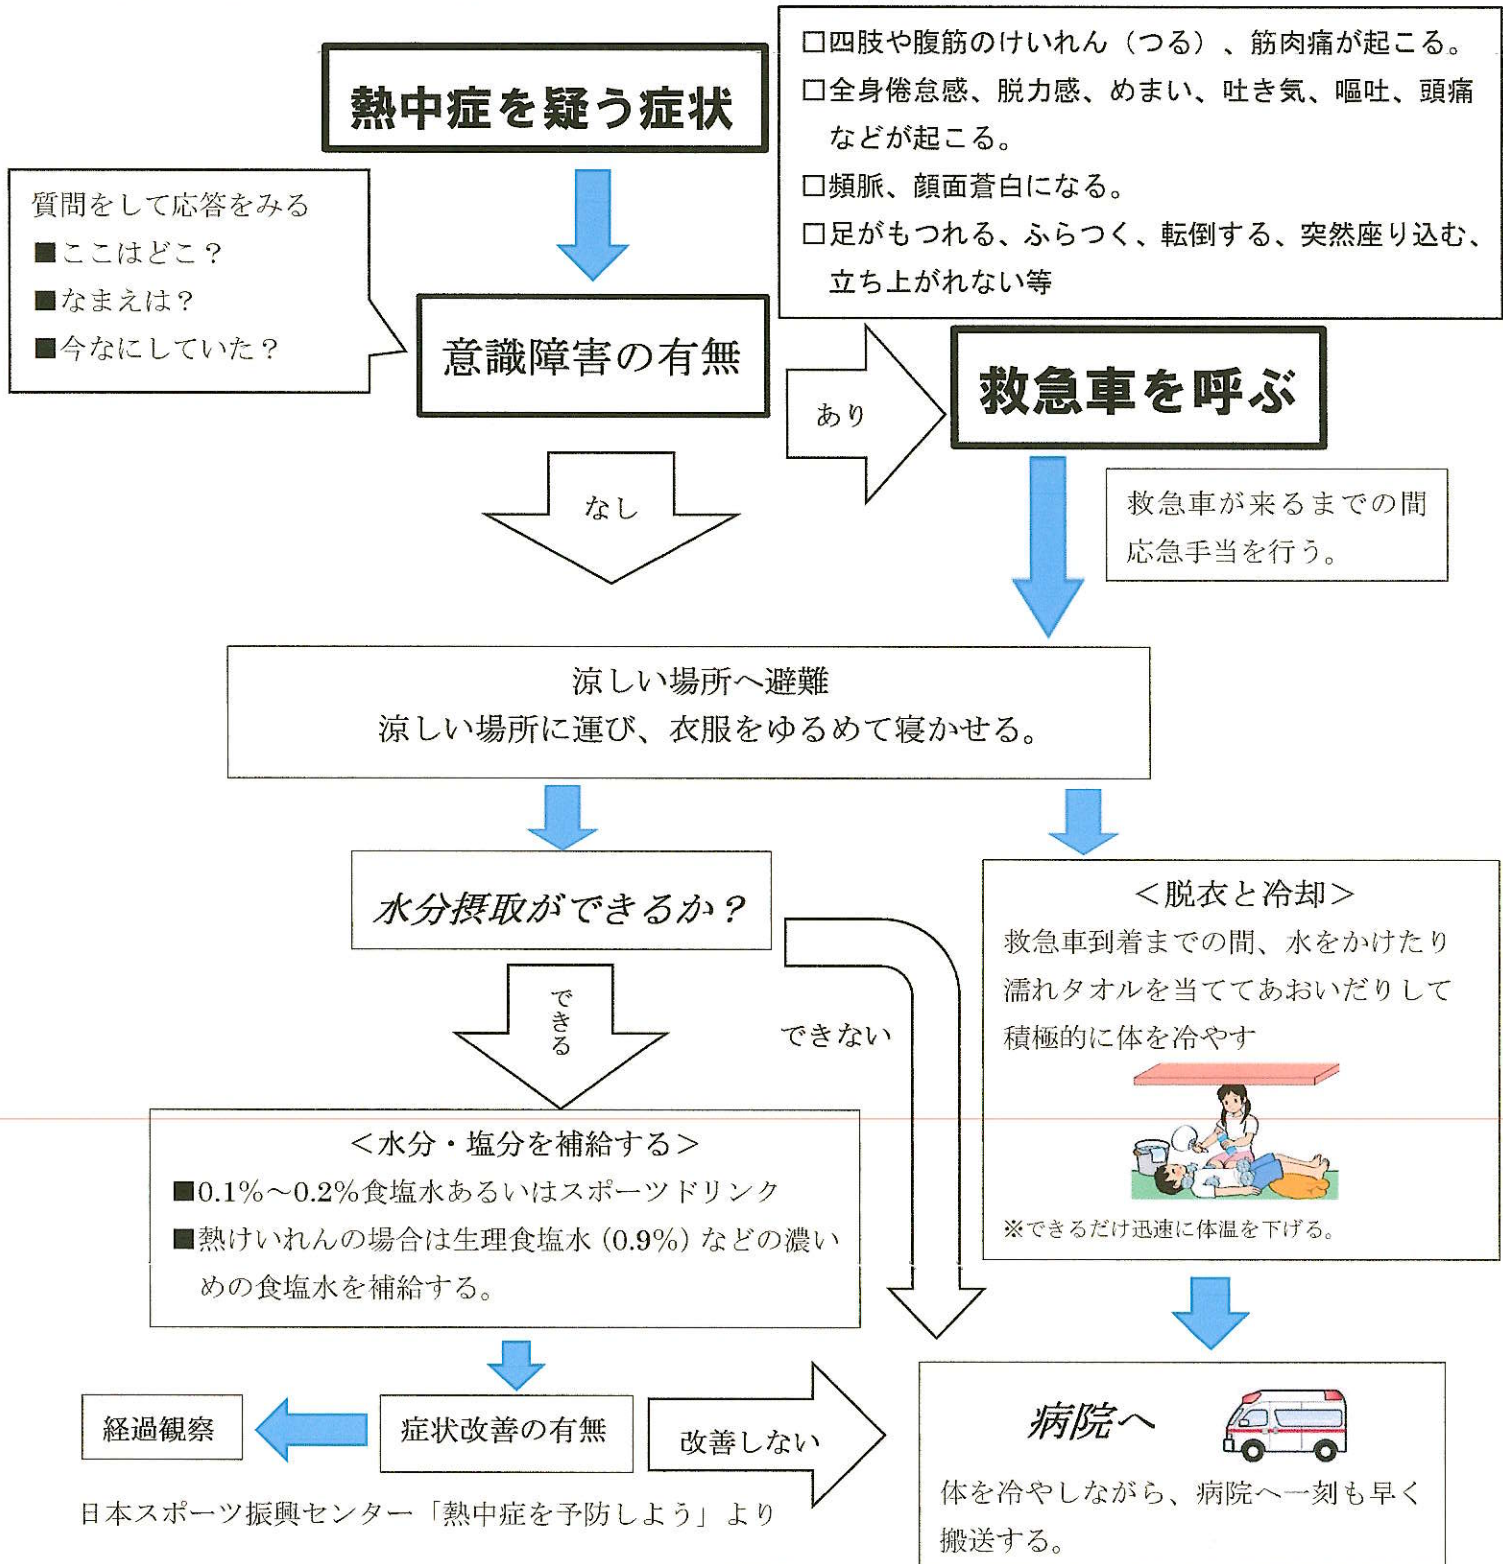 熱中症を疑う症状
□四肢や腹筋のけいれん（つる）、筋肉痛が起こる。
□全身倦怠感、脱力感、めまい、吐き気、嘔吐、頭痛
などが起こる。
□頻脈、顔面蒼白になる。
□足がもつれる、ふらつく、転倒する、突然座り込む、
立ち上がれない等
質問をして応答をみる
■ここはどこ？
■なまえは？
■今なにしていた？
意識障害の有無
あり
救急車を呼ぶ
なし
救急車が来るまでの間
応急手当を行う。
涼しい場所へ避難
涼しい場所に運び、衣服をゆるめて寝かせる。
水分摂取ができるか？
できる
できない
＜脱衣と冷却＞
救急車到着までの間、水をかけたり
濡れタオルを当ててあおいだりして
積極的に体を冷やす
※できるだけ迅速に体温を下げる。
＜水分・塩分を補給する＞
■0.1%～0.2%食塩水あるいはスポーツドリンク
■熱けいれんの場合は生理食塩水（0.9%）などの濃い
めの食塩水を補給する。
経過観察
症状改善の有無
改善しない
病院へ
体を冷やしながら、病院へ一刻も早く
搬送する。
日本スポーツ振興センター「熱中症を予防しよう」より